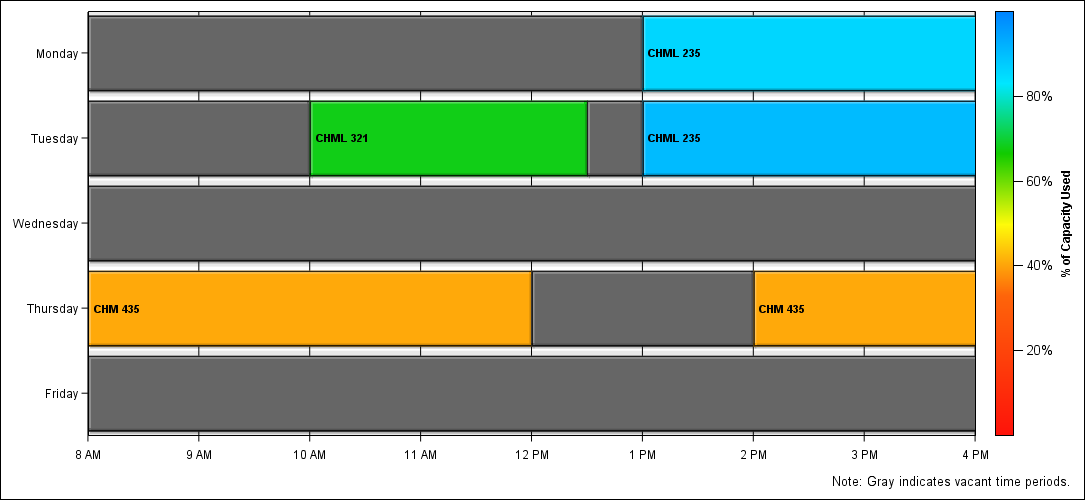 Monday
CHML 235
80%
Tuesday
CHML 321
CHML 235
60%
% of Capacity Used
Wednesday
40%
Thursday
CHM 435
CHM 435
20%
Friday
8 AM 9 AM 10 AM 11 AM 12 PM 1 PM 2 PM 3 PM 4 PM
Note: Gray indicates vacant time periods.